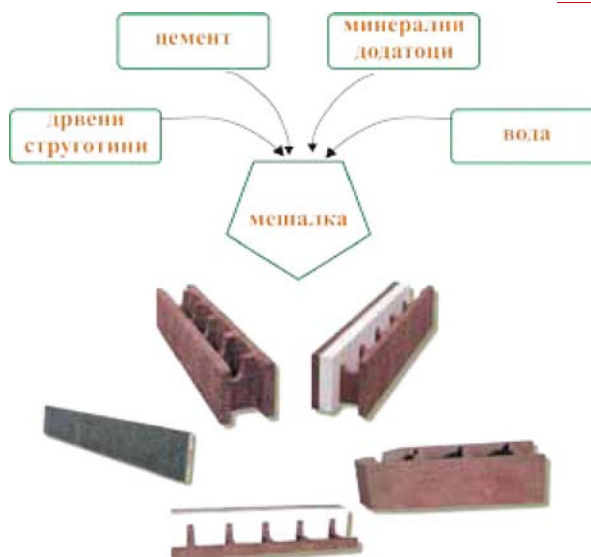 цемент
минерални
додатоци
дрвени
струготини
вода
мешалка